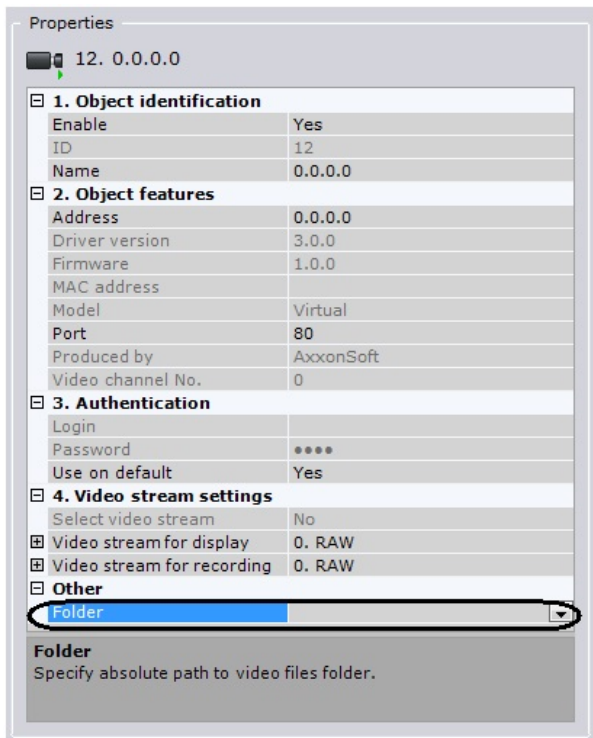 Properties
12. 0.0.0.0
1. Object identification
Enable Yes
ID 12
Name 0.0.0.0
2. Object features
Address 0.0.0.0
Driver version 3.0.0
Firmware 1.0.0
MAC address
Model Virtual
Port 80
Produced by AxxonSoft
Video channel No. 0
3. Authentication
Login
Password ••••
Use on default Yes
4. Video stream settings
Select video stream No
Video stream for display 0. RAW
Video stream for recording 0. RAW
Other
Folder
Folder
Specify absolute path to video files folder.